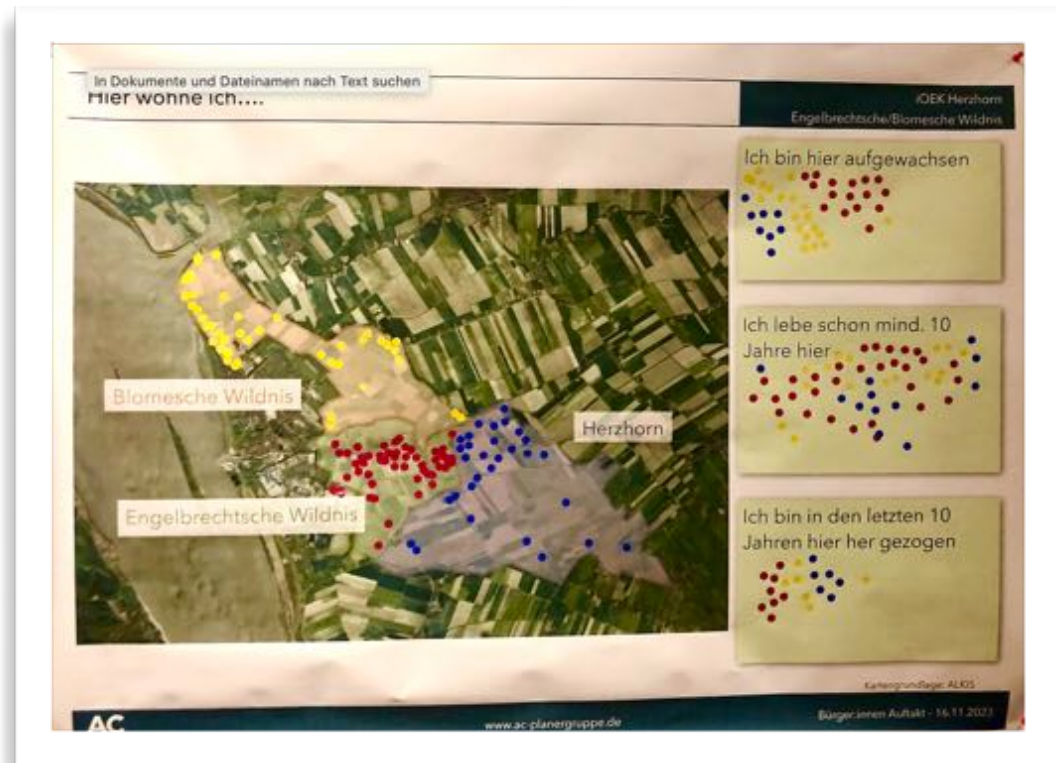 In Dokumente und Dateinamen nach Text suchen
Hier wohne ich....
iOEK Herzhorn
Engelbrechtsche/Blomesche Wildnis
Ich bin hier aufgewachsen
Ich lebe schon mind. 10
Jahre hier
Ich bin in den letzten 10
Jahren hier her gezogen
Blomesche Wildnis
Herzhorn
Engelbrechtsche Wildnis
Kartengrundlage: ALKIS
AC
www.ac-planergruppe.de
Bürger:innen Auftakt - 16.11.2023